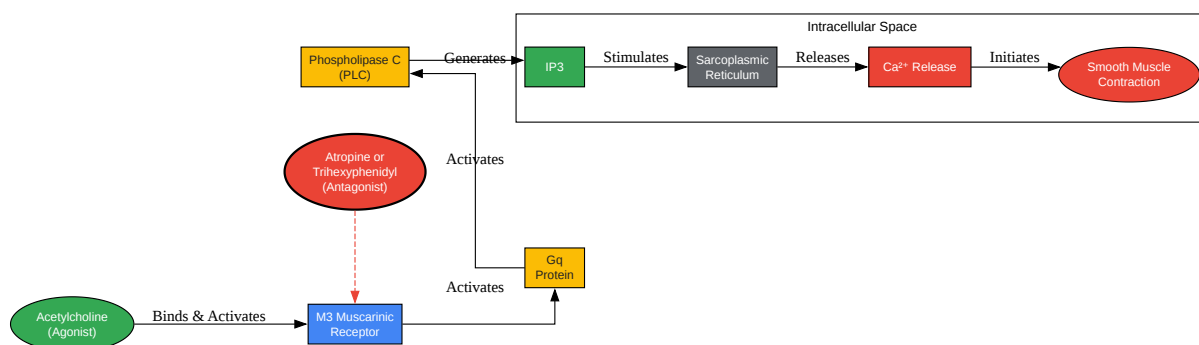 Intracellular Space
Phospholipase C
(PLC)
Generates
IP3
Stimulates
Sarcoplasmic
Reticulum
Releases
Ca²⁺ Release
Initiates
Smooth Muscle
Contraction
Atropine or
Trihexyphenidyl
(Antagonist)
Activates
Gq
Protein
Activates
Acetylcholine
(Agonist)
Binds & Activates
M3 Muscarinic
Receptor